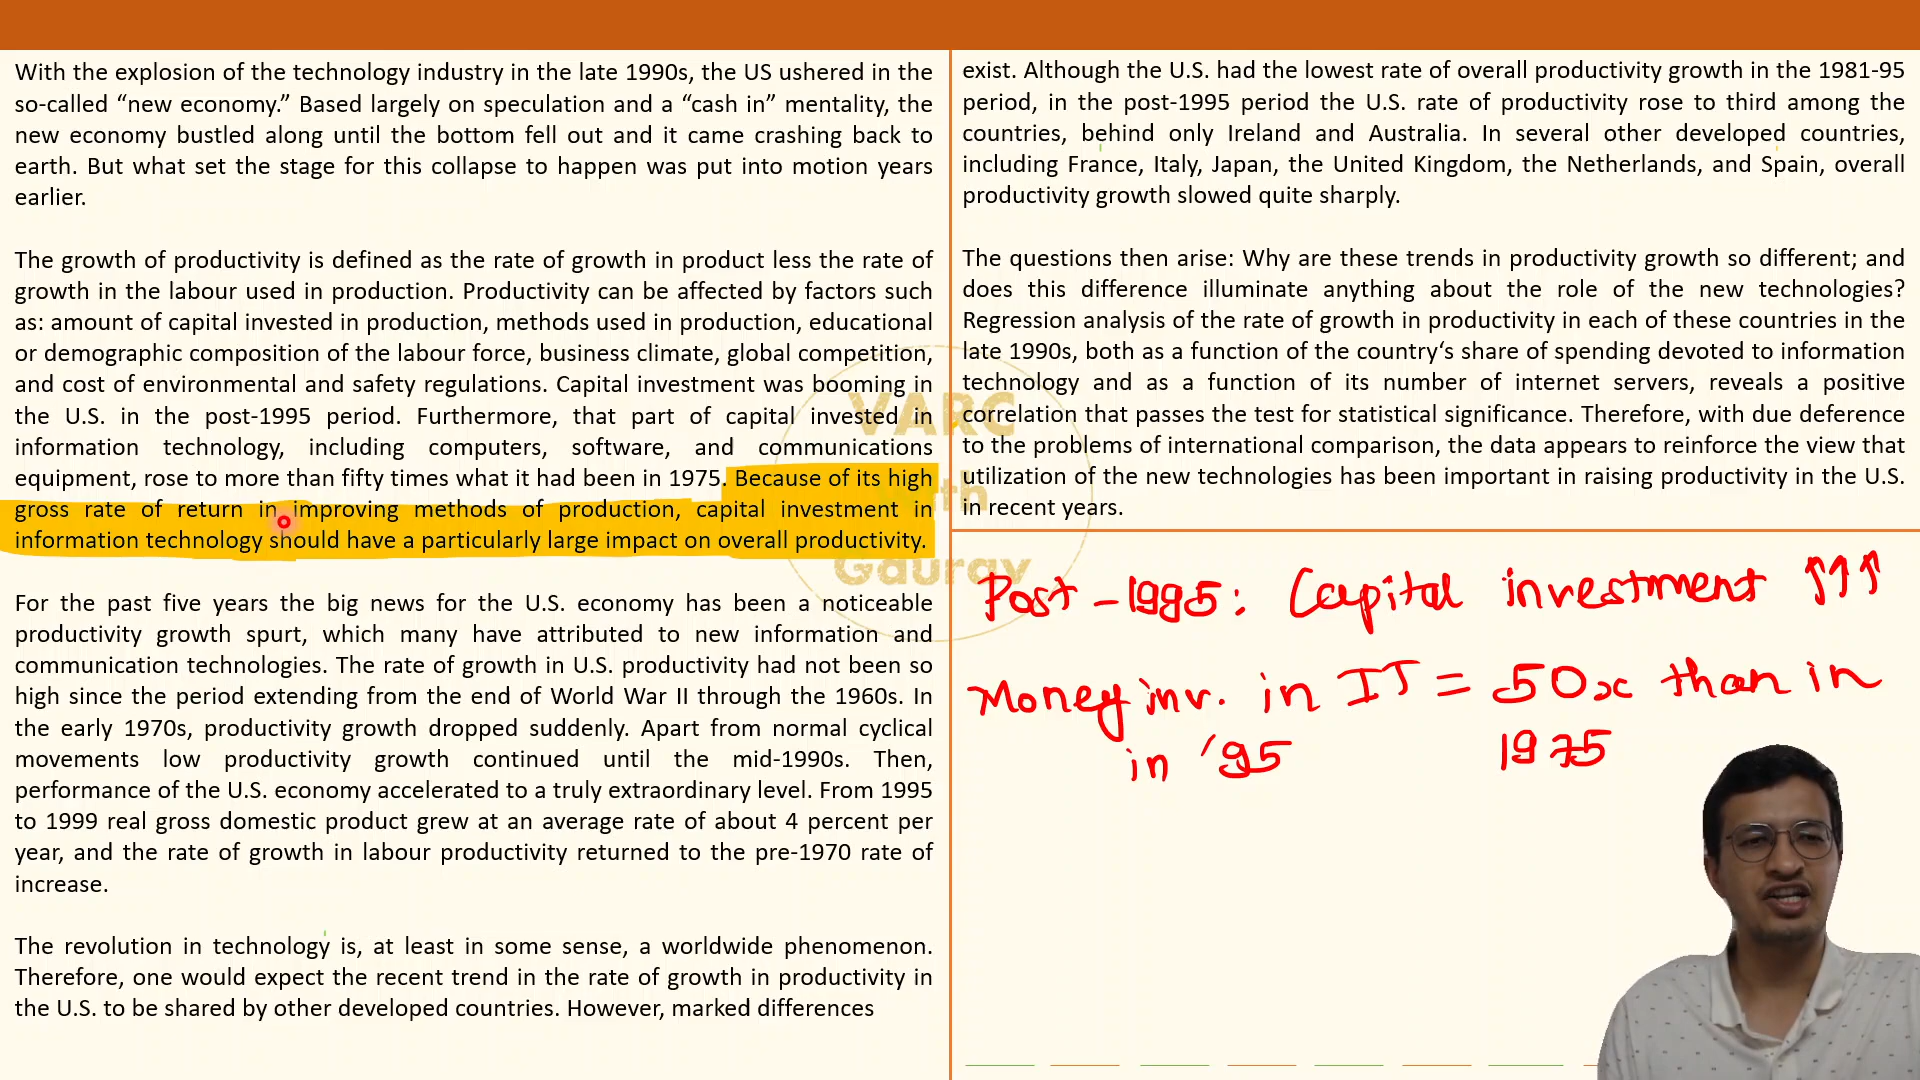 With the explosion of the technology industry in the late 1990s, the US ushered in the
so-called “new economy.” Based largely on speculation and a “cash in” mentality, the
new economy bustled along until the bottom fell out and it came crashing back to
earth. But what set the stage for this collapse to happen was put into motion years
earlier.
The growth of productivity is defined as the rate of growth in product less the rate of
growth in the labour used in production. Productivity can be affected by factors such
as: amount of capital invested in production, methods used in production, educational
or demographic composition of the labour force, business climate, global competition,
and cost of environmental and safety regulations. Capital investment was booming in
the U.S. in the post-1995 period. Furthermore, that part of capital invested in
information technology, including computers, software, and communications
equipment, rose to more than fifty times what it had been in 1975. Because of its high
gross rate of return in improving methods of production, capital investment in
information technology should have a particularly large impact on overall productivity.
For the past five years the big news for the U.S. economy has been a noticeable
productivity growth spurt, which many have attributed to new information and
communication technologies. The rate of growth in U.S. productivity had not been so
high since the period extending from the end of World War II through the 1960s. In
the early 1970s, productivity growth dropped suddenly. Apart from normal cyclical
movements low productivity growth continued until the mid-1990s. Then,
performance of the U.S. economy accelerated to a truly extraordinary level. From 1995
to 1999 real gross domestic product grew at an average rate of about 4 percent per
year, and the rate of growth in labour productivity returned to the pre-1970 rate of
increase.
The revolution in technology is, at least in some sense, a worldwide phenomenon.
Therefore, one would expect the recent trend in the rate of growth in productivity in
the U.S. to be shared by other developed countries. However, marked differences
exist. Although the U.S. had the lowest rate of overall productivity growth in the 1981-95
period, in the post-1995 period the U.S. rate of productivity rose to third among the
countries, behind only Ireland and Australia. In several other developed countries,
including France, Italy, Japan, the United Kingdom, the Netherlands, and Spain, overall
productivity growth slowed quite sharply.
The questions then arise: Why are these trends in productivity growth so different; and
does this difference illuminate anything about the role of the new technologies?
Regression analysis of the rate of growth in productivity in each of these countries in the
late 1990s, both as a function of the country‘s share of spending devoted to information
technology and as a function of its number of internet servers, reveals a positive
correlation that passes the test for statistical significance. Therefore, with due deference
to the problems of international comparison, the data appears to reinforce the view that
utilization of the new technologies has been important in raising productivity in the U.S.
in recent years.
VARC
with
Gaurav
Post-1995: Capital investment ↑↑↑
Money inv. in IT = 50x than in
in '95 1975